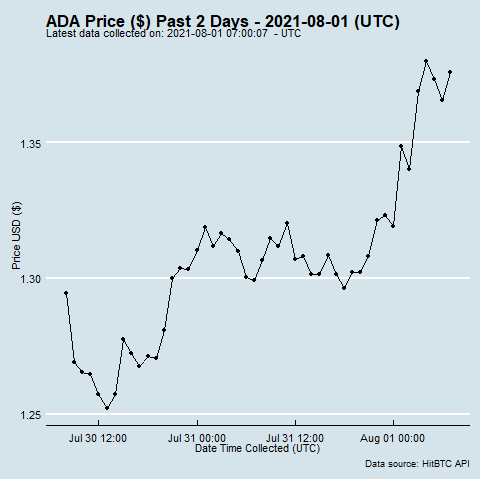 ADA Price ($) Past 2 Days - 2021-08-01 (UTC)
Latest data collected on: 2021-08-01 07:00:07 - UTC
Price USD ($)
1.35
1.30
1.25
Jul 30 12:00
Jul 31 00:00
Jul 31 12:00
Aug 01 00:00
Date Time Collected (UTC)
Data source: HitBTC API